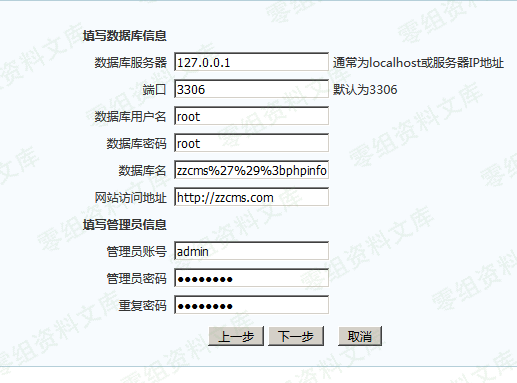 填写数据库信息
数据库服务器 127.0.0.1 通常为localhost或服务器IP地址
端口 3306 默认为3306
数据库用户名 root
数据库密码 root
数据库名 zzcms%27%29%3bphpinfo
网站访问地址 http://zzcms.com
填写管理员信息
管理员账号 admin
管理员密码 ●●●●●●●●
重复密码 ●●●●●●●●
上一步 下一步 取消
零组资料文库